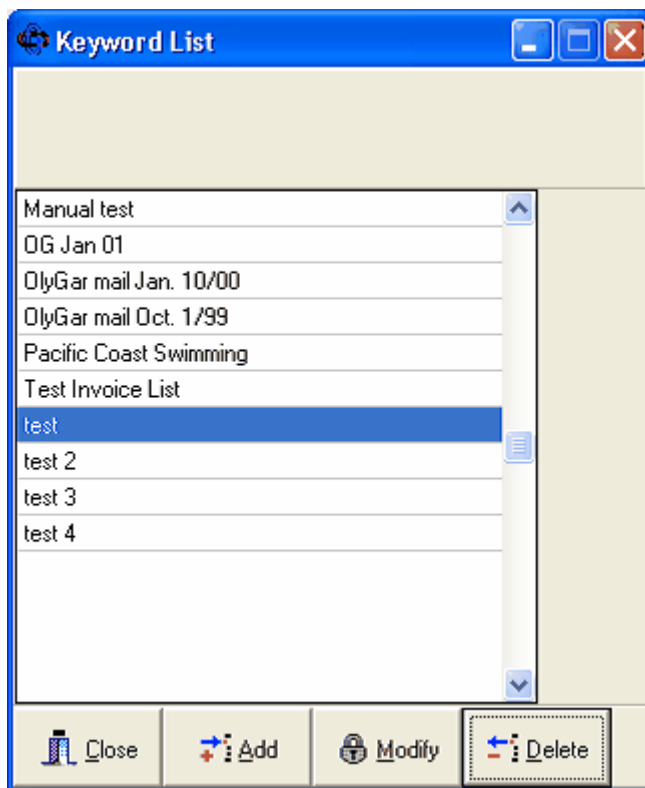 Keyword List
Manual test
OG Jan 01
OlyGar mail Jan. 10/00
OlyGar mail Oct. 1/99
Pacific Coast Swimming
Test Invoice List
test
test 2
test 3
test 4
Close Add Modify Delete